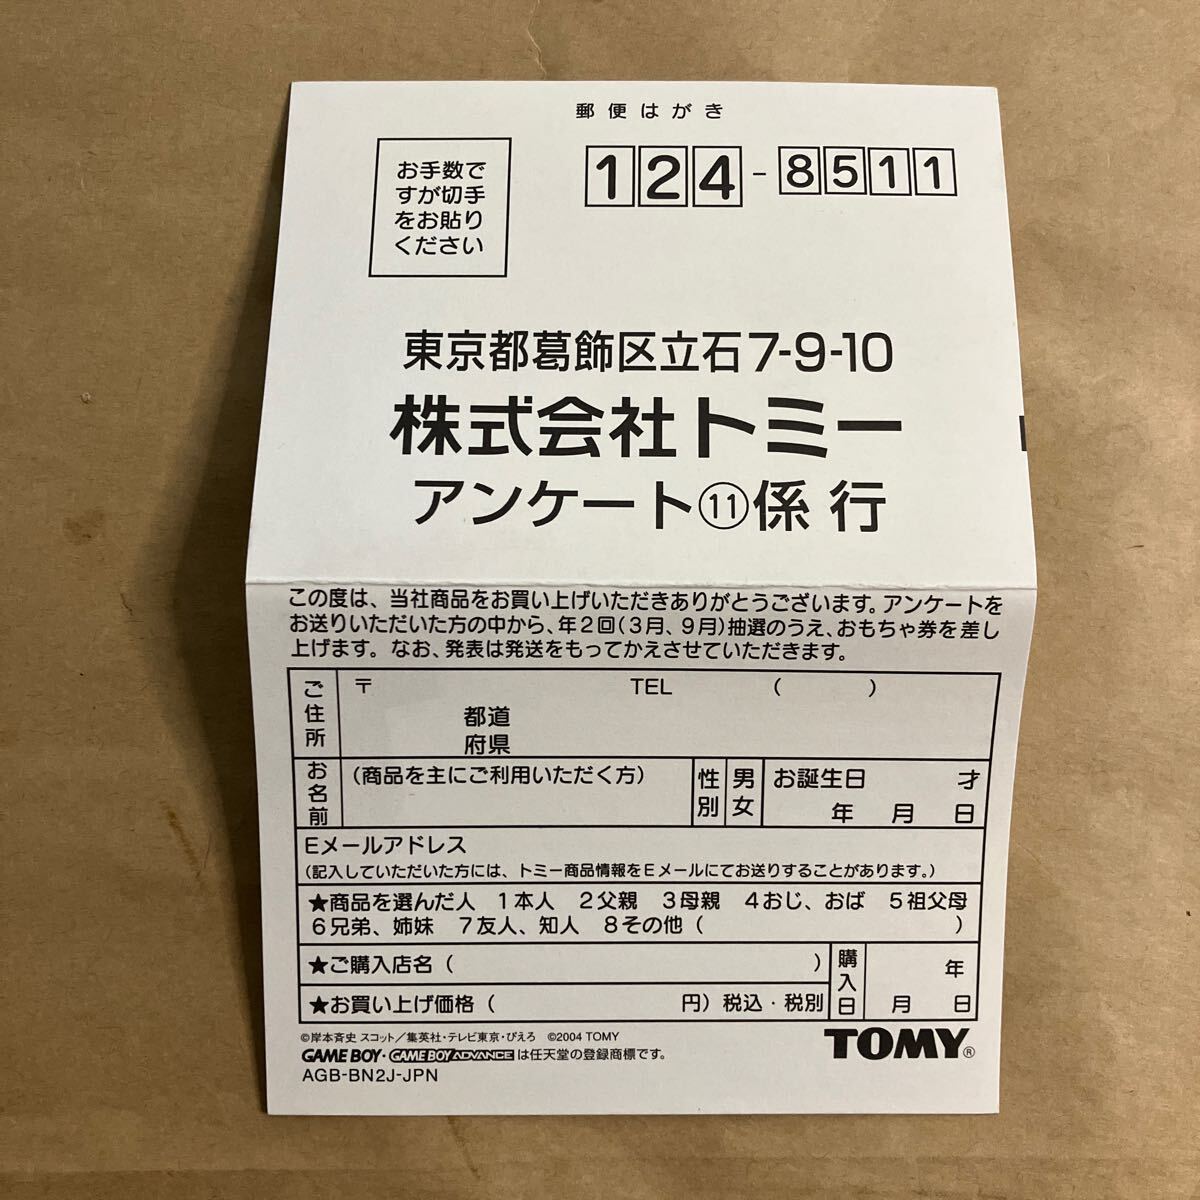 郵便はがき
お手数で
すが切手
をお貼り
ください
124-8511
東京都葛飾区立石7-9-10
株式会社トミー
アンケート⑪係 行
この度は、当社商品をお買い上げいただきありがとうございます。アンケートを
お送りいただいた方の中から、年2回(3月、9月)抽選のうえ、おもちゃ券を差し
上げます。なお、発表は発送をもってかえさせていただきます。
ご住所
〒 TEL ( )
都道
府県
お名前
(商品を主にご利用いただく方)
性別
男女
お誕生日 才
年 月 日
Eメールアドレス
(記入していただいた方には、トミー商品情報をEメールにてお送りすることがあります。)
★商品を選んだ人 1本人 2父親 3母親 4おじ、おば 5祖父母
6兄弟、姉妹 7友人、知人 8その他( )
★ご購入店名( )
★お買い上げ価格( 円)税込・税別
購入日
年
月 日
©岸本斉史 スコット/集英社・テレビ東京・ぴえろ ©2004 TOMY
GAME BOY・GAME BOY ADVANCEは任天堂の登録商標です。
AGB-BN2J-JPN
TOMY®